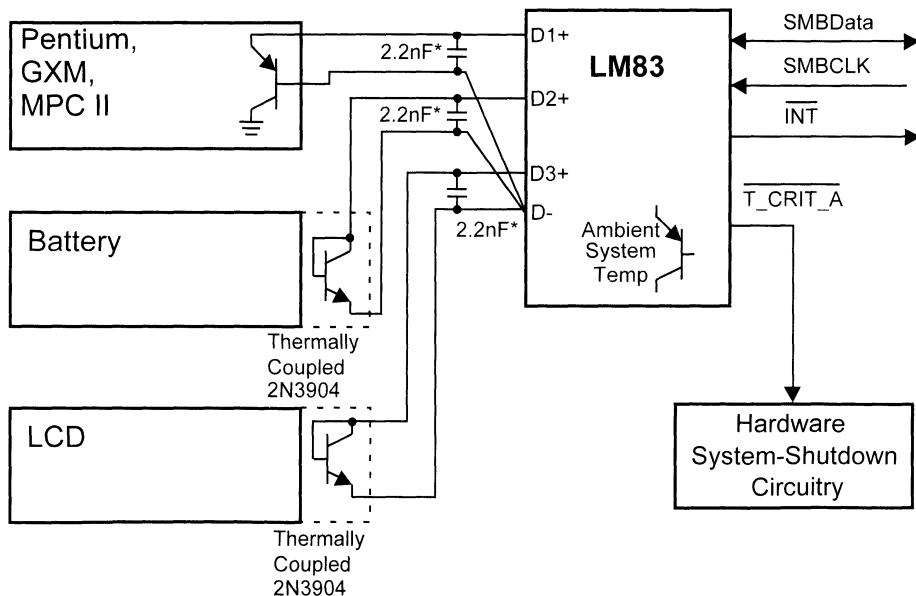 Pentium,
GXM,
MPC II
2.2nF*
D1+
LM83
SMBData
SMBCLK
2.2nF*
D2+
INT
D3+
T_CRIT_A
D-
2.2nF*
Ambient
System
Temp
Battery
Thermally
Coupled
2N3904
LCD
Thermally
Coupled
2N3904
Hardware
System-Shutdown
Circuitry